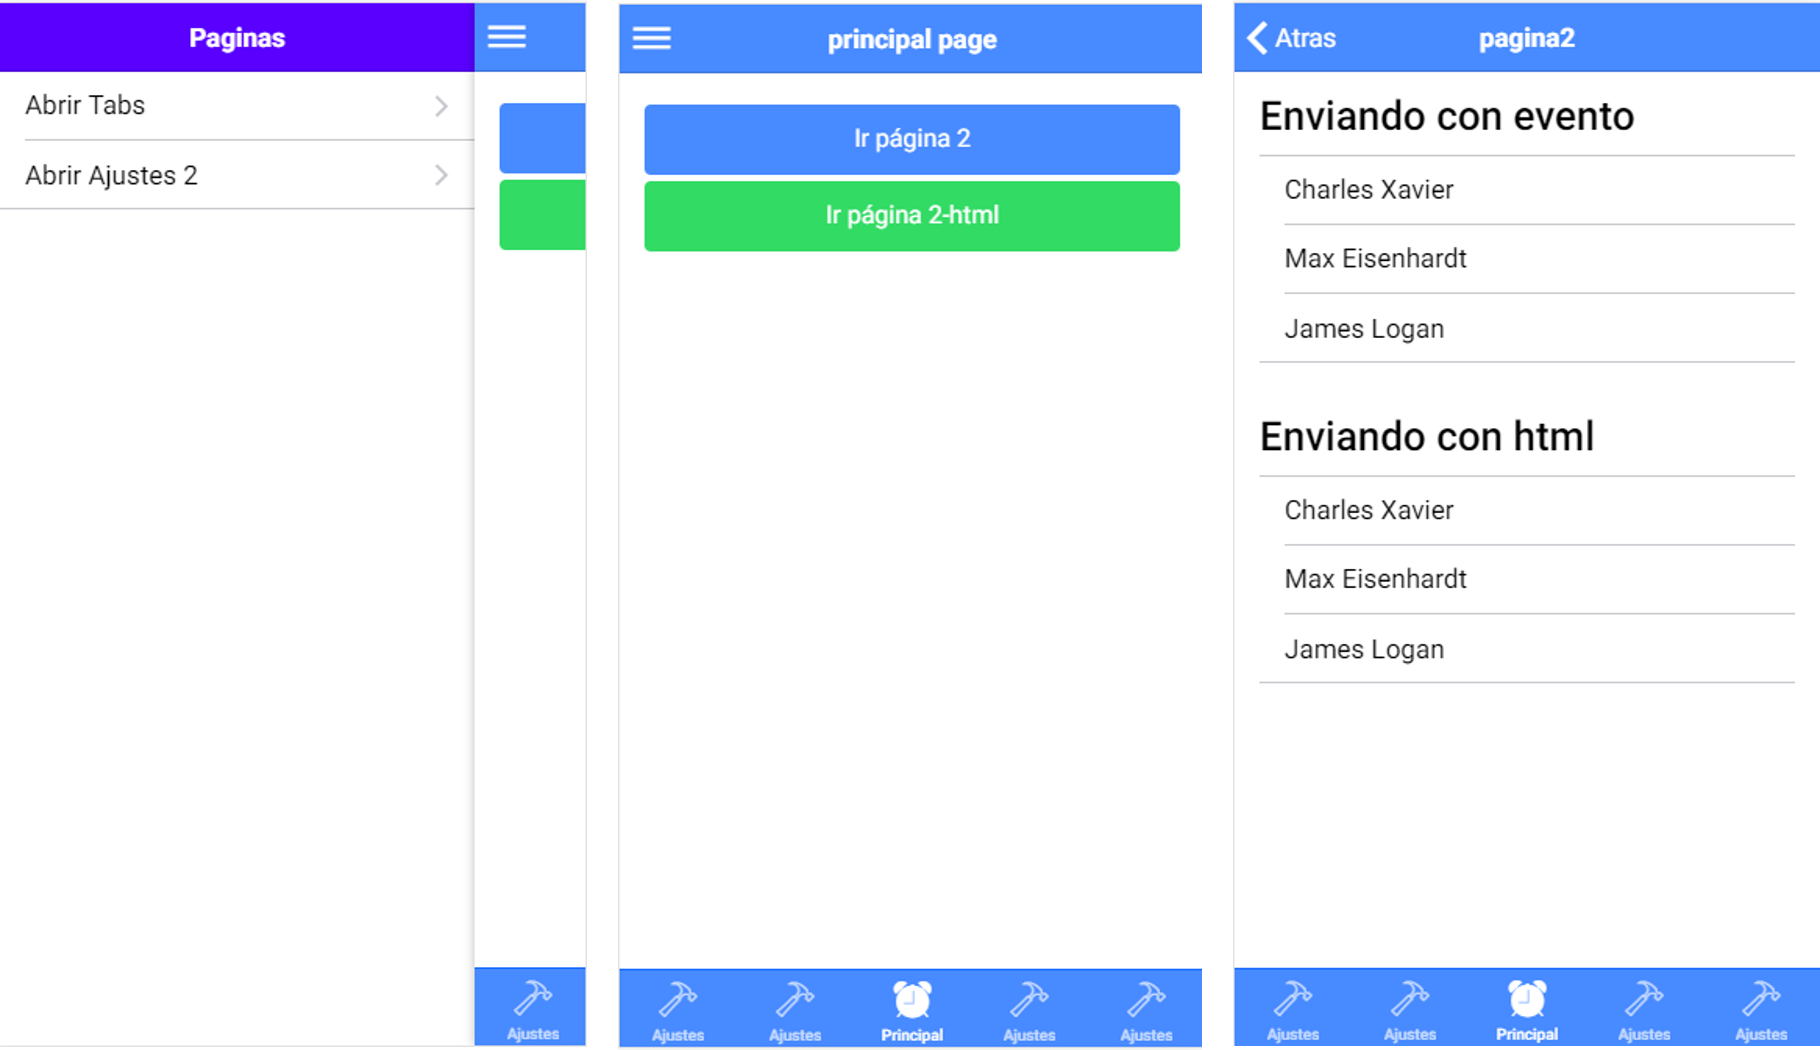 Paginas
Abrir Tabs
Abrir Ajustes 2
Ajustes
principal page
Ir página 2
Ir página 2-html
Ajustes
Ajustes
Principal
Ajustes
Ajustes
Atras
pagina2
Enviando con evento
Charles Xavier
Max Eisenhardt
James Logan
Enviando con html
Charles Xavier
Max Eisenhardt
James Logan
Ajustes
Ajustes
Principal
Ajustes
Ajustes